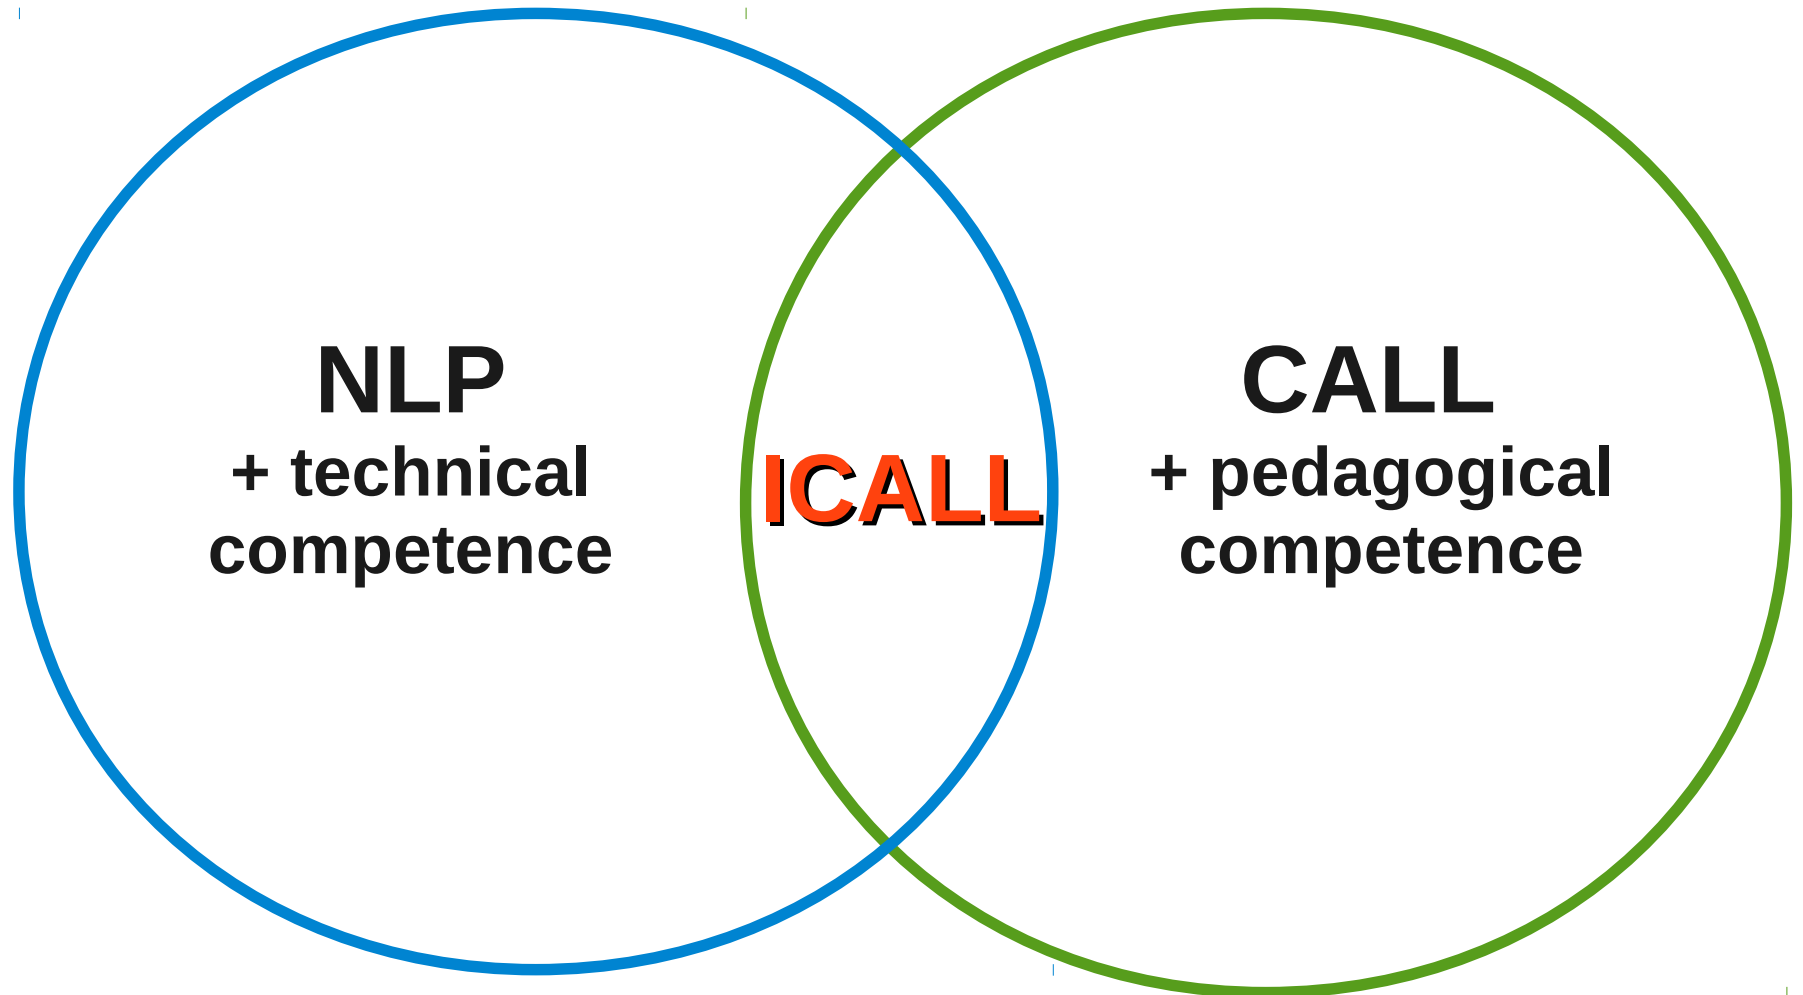 NLP
+ technical
competence
ICALL
CALL
+ pedagogical
competence